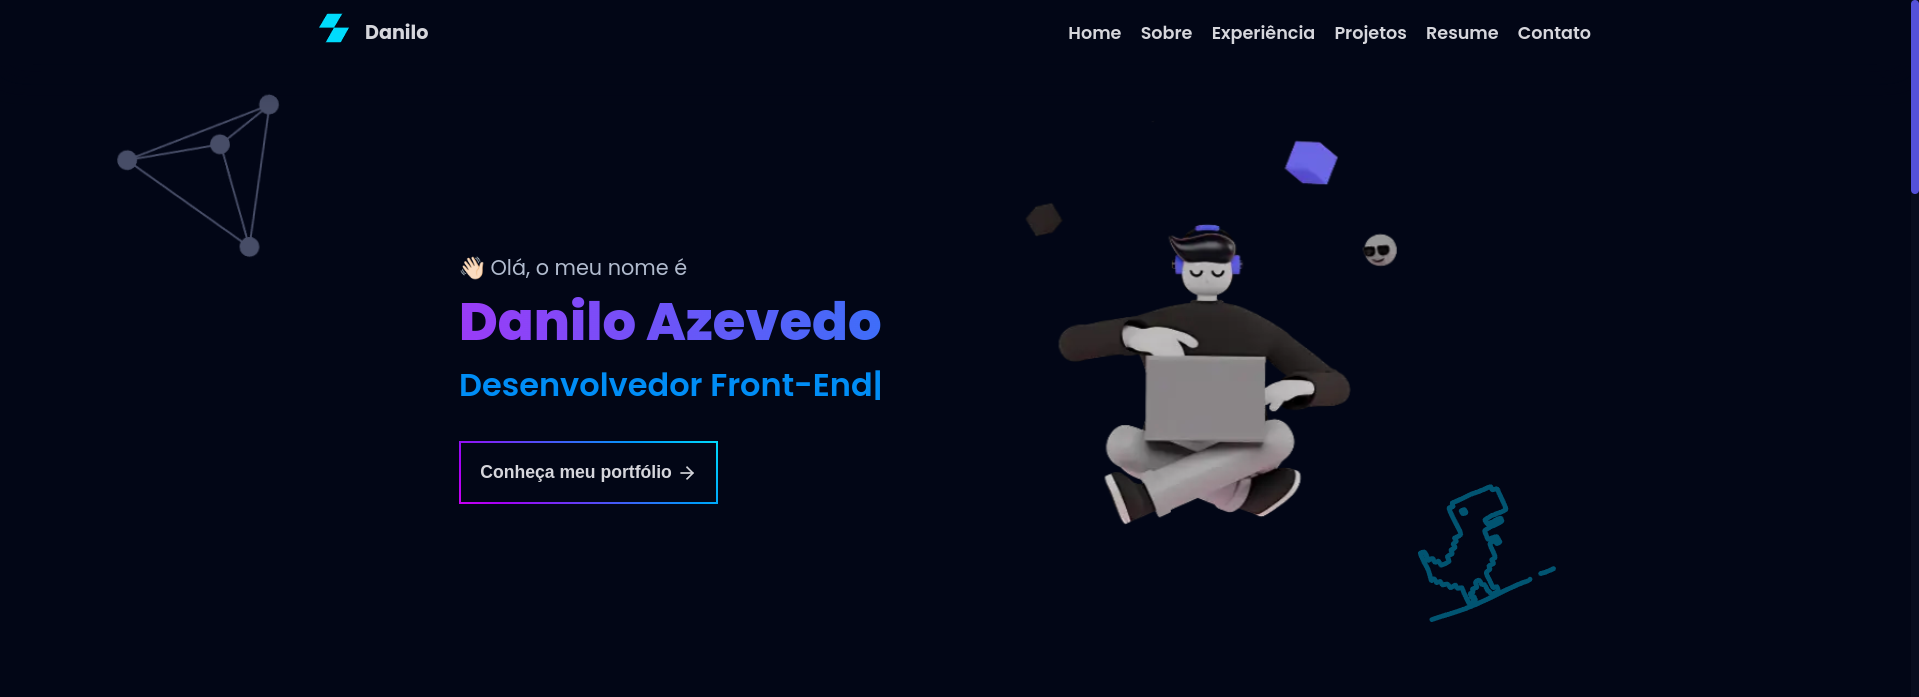 Danilo
Home Sobre Experiência Projetos Resume Contato
👋🏻 Olá, o meu nome é
Danilo Azevedo
Desenvolvedor Front-End|
Conheça meu portfólio →